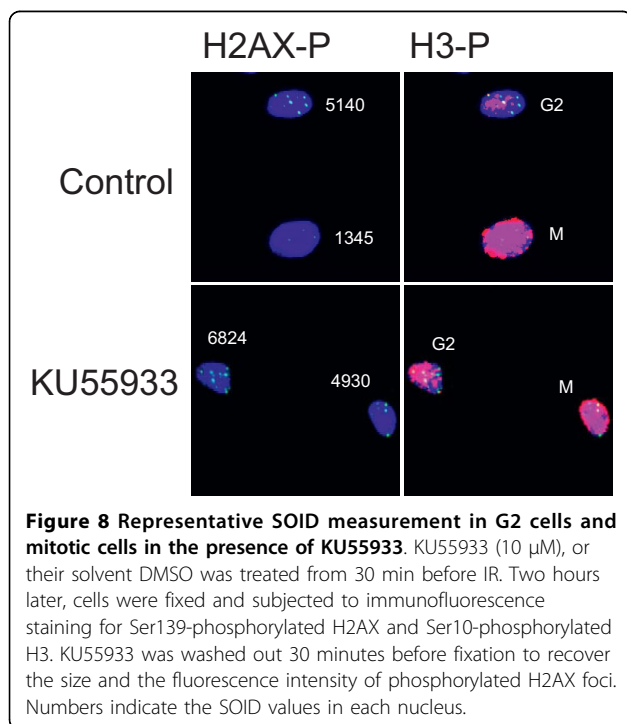 H2AX-P H3-P
Control
5140
G2
1345
M
KU55933
6824
4930
G2
M
Figure 8 Representative SOID measurement in G2 cells and
mitotic cells in the presence of KU55933. KU55933 (10 μM), or
their solvent DMSO was treated from 30 min before IR. Two hours
later, cells were fixed and subjected to immunofluorescence
staining for Ser139-phosphorylated H2AX and Ser10-phosphorylated
H3. KU55933 was washed out 30 minutes before fixation to recover
the size and the fluorescence intensity of phosphorylated H2AX foci.
Numbers indicate the SOID values in each nucleus.